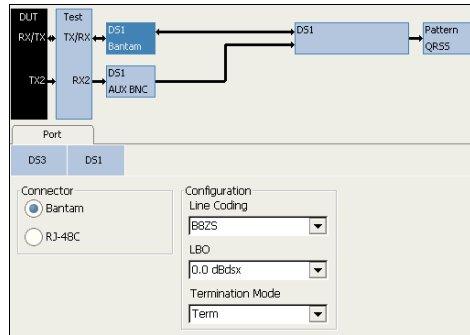 DUT Test
RX/TX TX/RX DS1 Bantam DS1 Pattern QRSS
TX2 RX2 DS1 AUX BNC
Port
DS3 DS1
Connector
Bantam
RJ-48C
Configuration
Line Coding
B8ZS
LBO
0.0 dBdsx
Termination Mode
Term